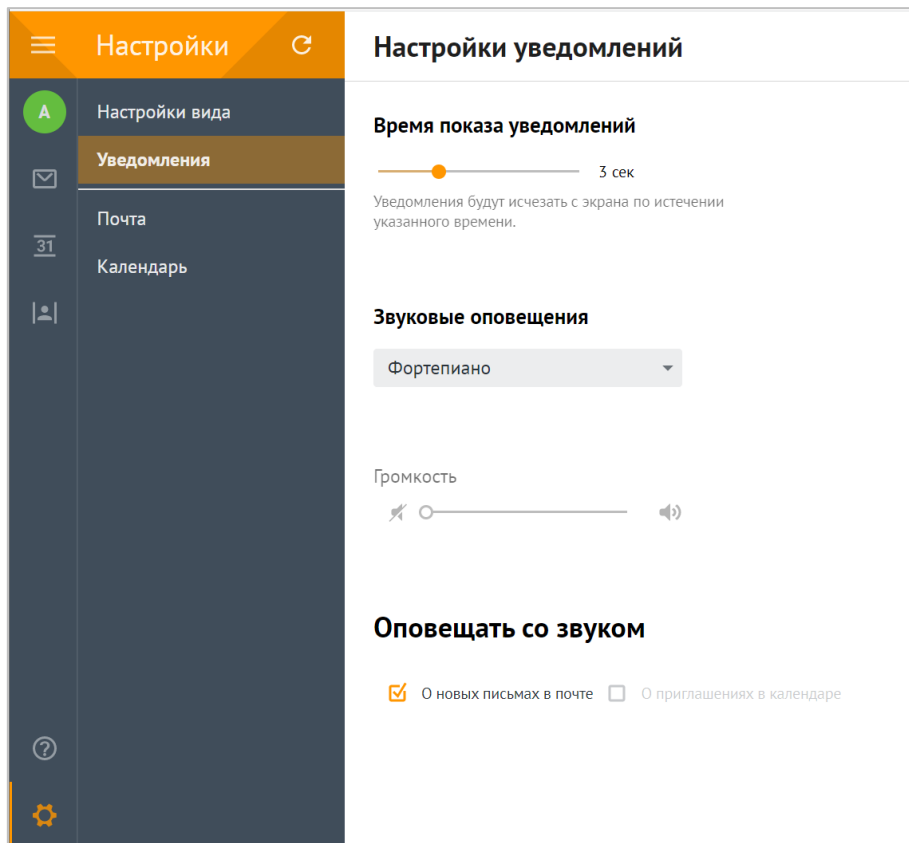 Настройки
Настройки уведомлений
А
Настройки вида
Уведомления
Почта
31
Календарь
Время показа уведомлений
3 сек
Уведомления будут исчезать с экрана по истечении
указанного времени.
Звуковые оповещения
Фортепиано
Громкость
Оповещать со звуком
О новых письмах в почте О приглашениях в календаре
?